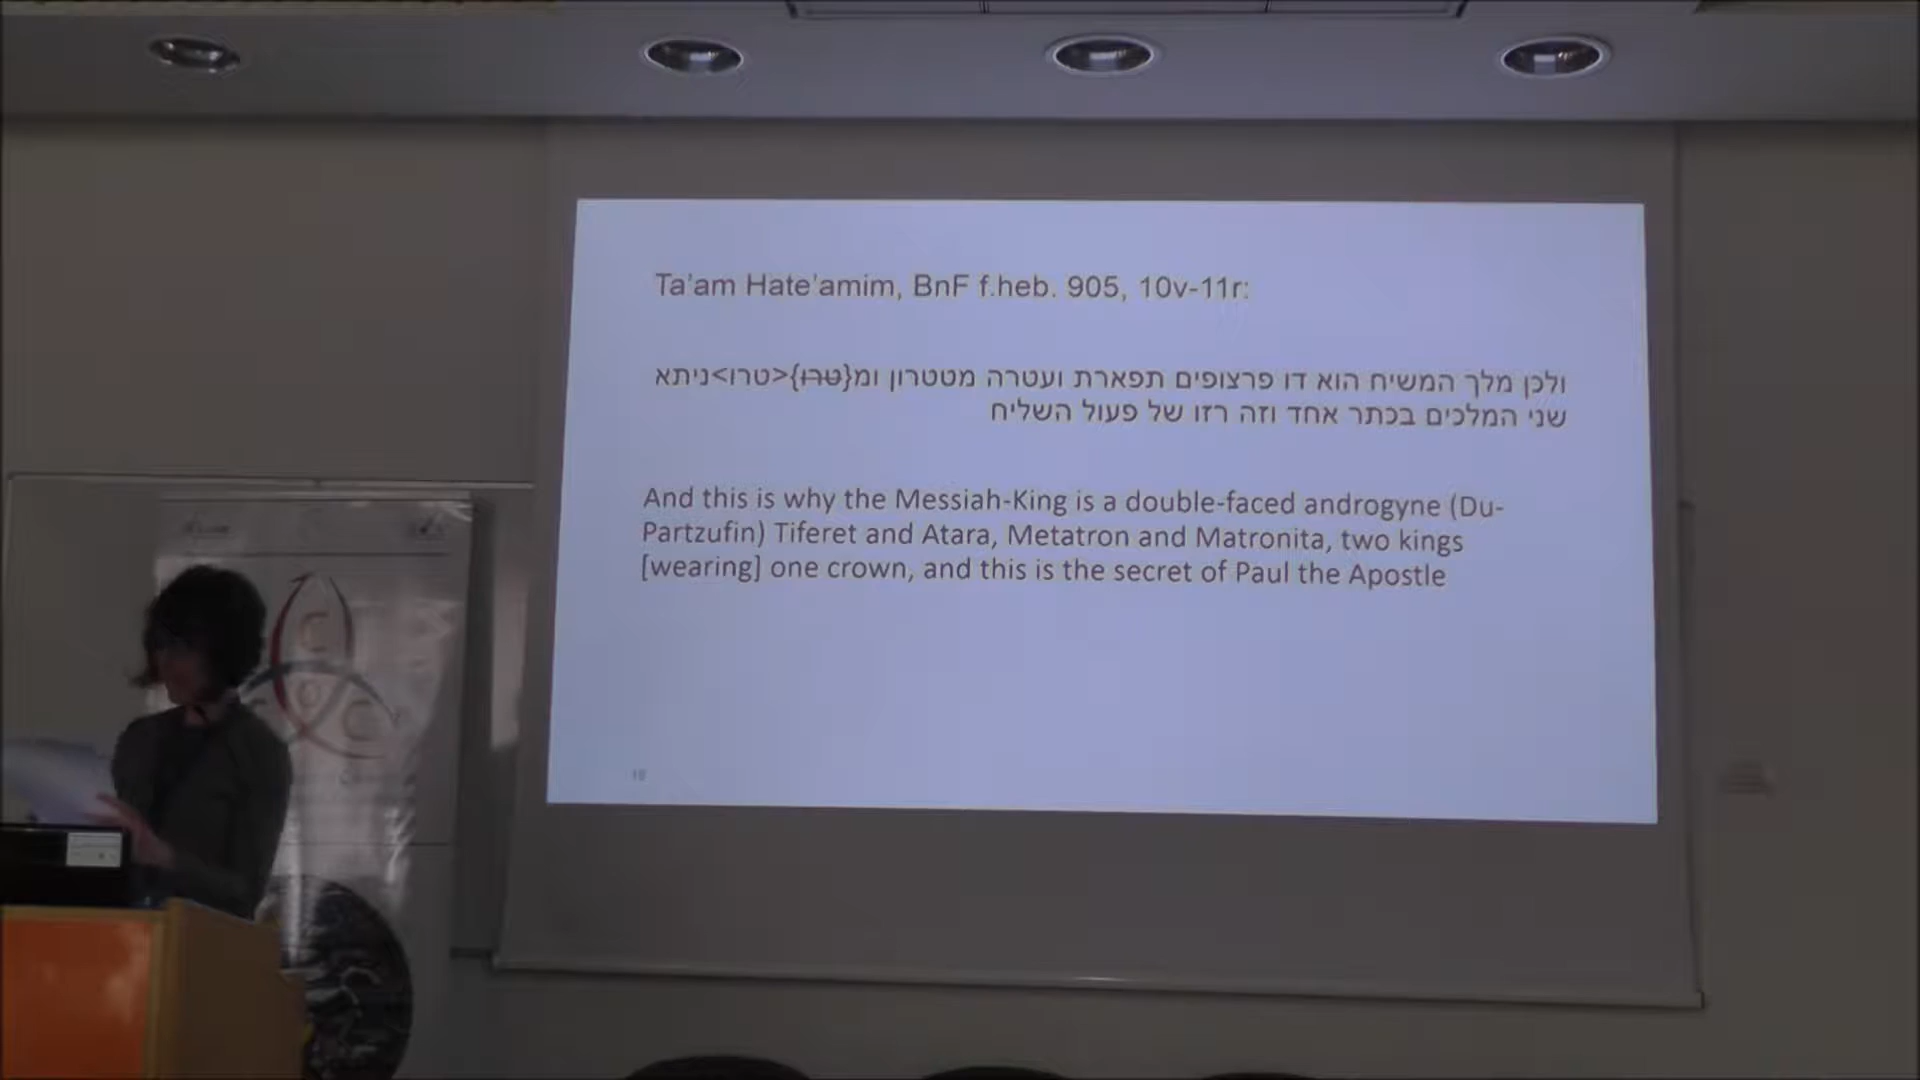 Ta'am Hate'amim, BnF f.heb. 905, 10v-11r:
ולכן מלך המשיח הוא דו פרצופים תפארת ועטרה מטטרון ומ{טרו}<טרו>ניתא
שני המלכים בכתר אחד וזה רזו של פעול השליח
And this is why the Messiah-King is a double-faced androgyne (Du-
Partzufin) Tiferet and Atara, Metatron and Matronita, two kings
[wearing] one crown, and this is the secret of Paul the Apostle